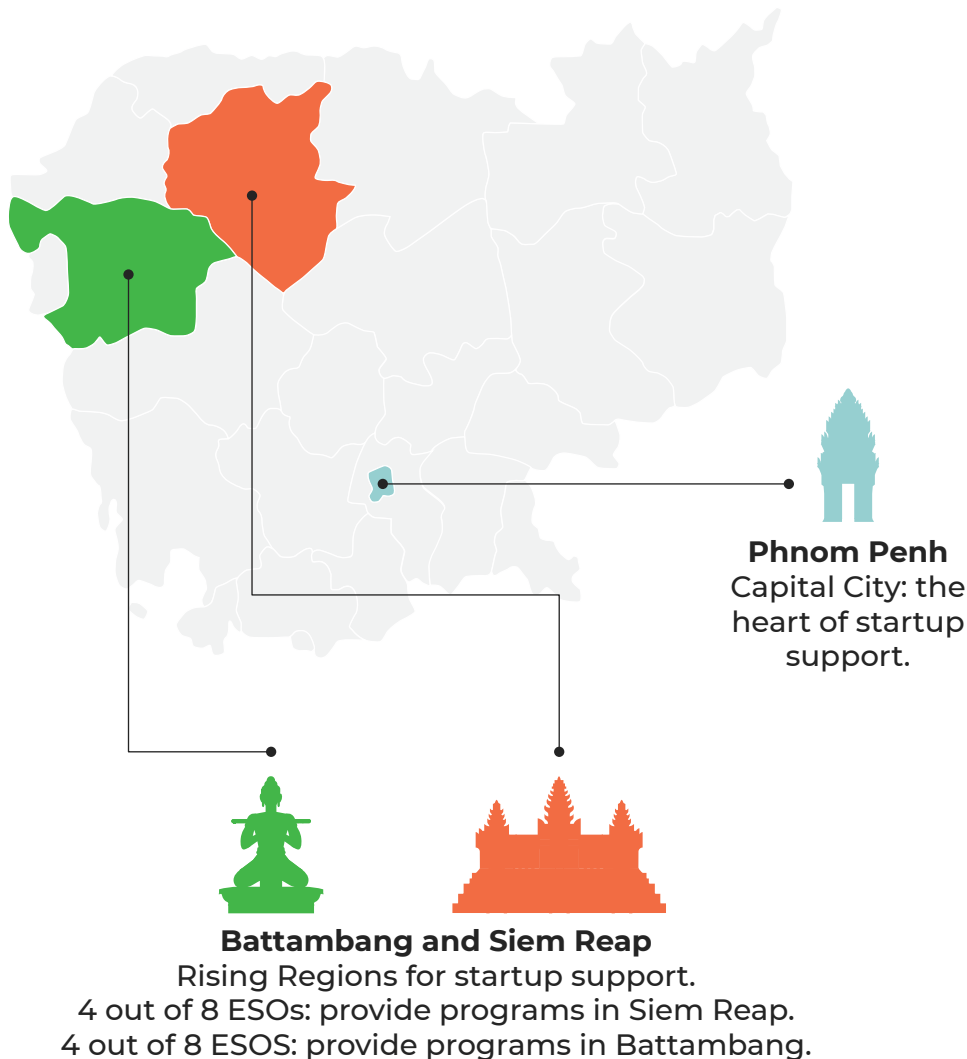 Phnom Penh
Capital City: the
heart of startup
support.
Battambang and Siem Reap
Rising Regions for startup support.
4 out of 8 ESOs: provide programs in Siem Reap.
4 out of 8 ESOS: provide programs in Battambang.